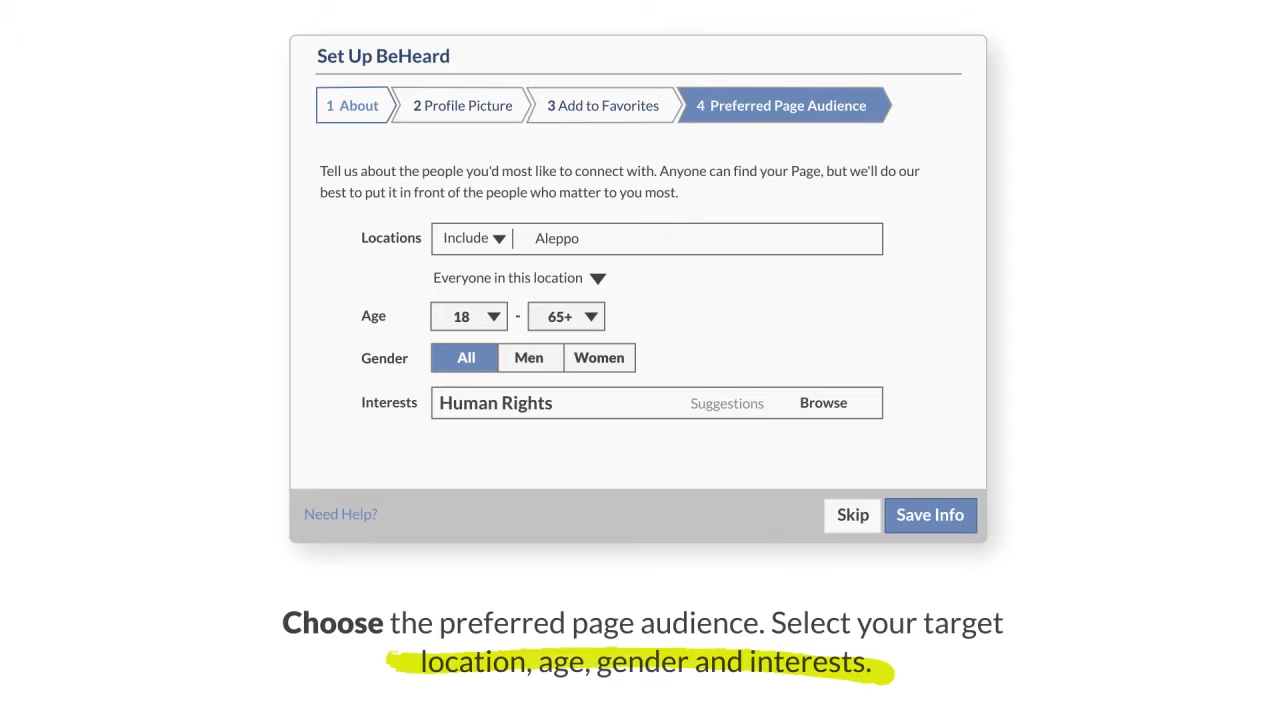 Set Up BeHeard
1 About 2 Profile Picture 3 Add to Favorites 4 Preferred Page Audience
Tell us about the people you'd most like to connect with. Anyone can find your Page, but we'll do our
best to put it in front of the people who matter to you most.
Locations Include Aleppo
Everyone in this location
Age 18 - 65+
Gender All Men Women
Interests Human Rights Suggestions Browse
Need Help? Skip Save Info
Choose the preferred page audience. Select your target
location, age, gender and interests.